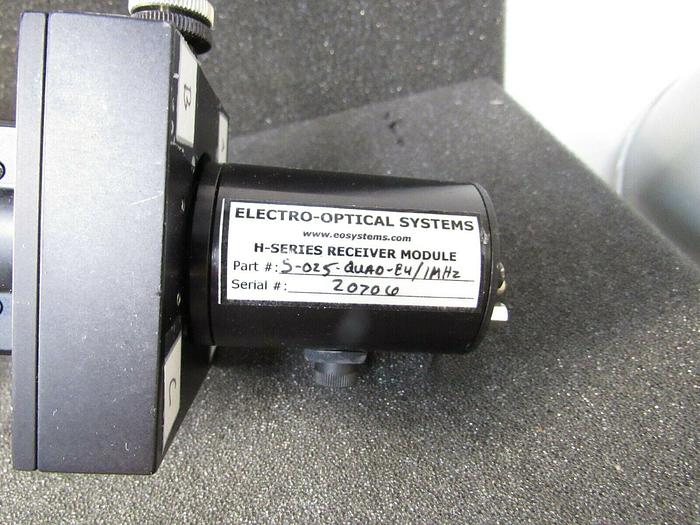 B
ELECTRO-OPTICAL SYSTEMS
www.eosystems.com
H-SERIES RECEIVER MODULE
Part #: S-025-QUAD-E4/1MHz
Serial #: 20706
C